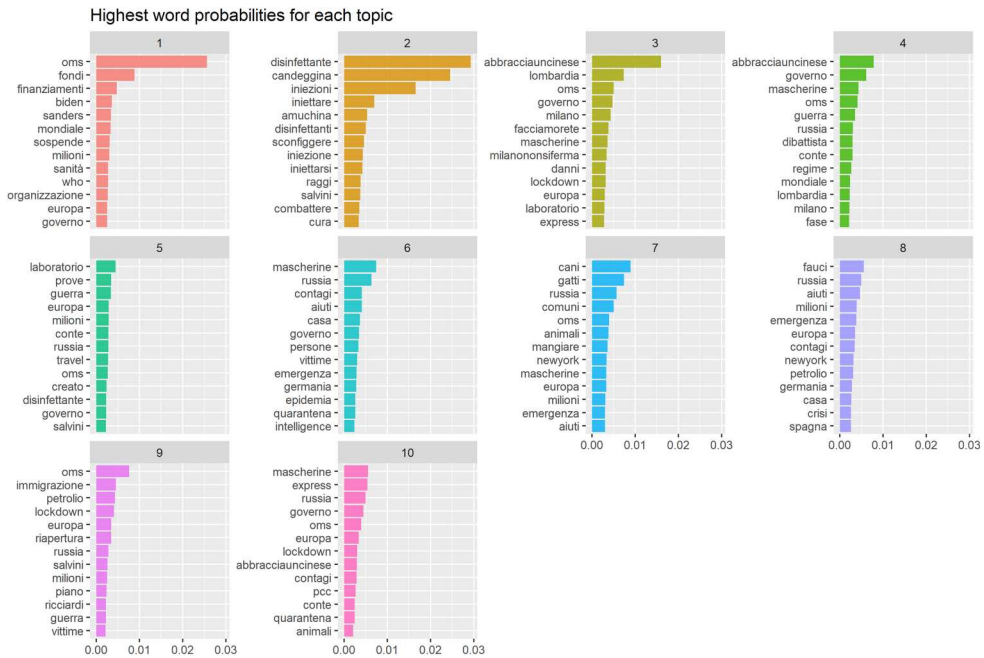 Highest word probabilities for each topic
1
oms
fondi
finanziamenti
biden
sanders
mondiale
sospende
milioni
sanità
who
organizzazione
europa
governo
2
disinfettante
candeggina
iniezioni
iniettare
amuchina
disinfettanti
sconfiggere
iniezione
iniettarsi
raggi
salvini
combattere
cura
3
abbracciauncinese
lombardia
oms
governo
milano
facciamorete
mascherine
milanononsiferma
danni
lockdown
europa
laboratorio
express
4
abbracciauncinese
governo
mascherine
oms
guerra
russia
dibattista
conte
regime
mondiale
lombardia
milano
fase
5
laboratorio
prove
guerra
europa
milioni
conte
russia
travel
oms
creato
disinfettante
governo
salvini
6
mascherine
russia
contagi
aiuti
casa
governo
persone
vittime
emergenza
germania
epidemia
quarantena
intelligence
7
cani
gatti
russia
comuni
oms
animali
mangiare
newyork
mascherine
europa
milioni
emergenza
aiuti
0.00 0.01 0.02 0.03
8
fauci
russia
aiuti
milioni
emergenza
europa
contagi
newyork
petrolio
germania
casa
crisi
spagna
0.00 0.01 0.02 0.03
9
oms
immigrazione
petrolio
lockdown
europa
riapertura
russia
salvini
milioni
piano
ricciardi
guerra
vittime
0.00 0.01 0.02 0.03
10
mascherine
express
russia
governo
oms
europa
lockdown
abbracciauncinese
contagi
pcc
conte
quarantena
animali
0.00 0.01 0.02 0.03